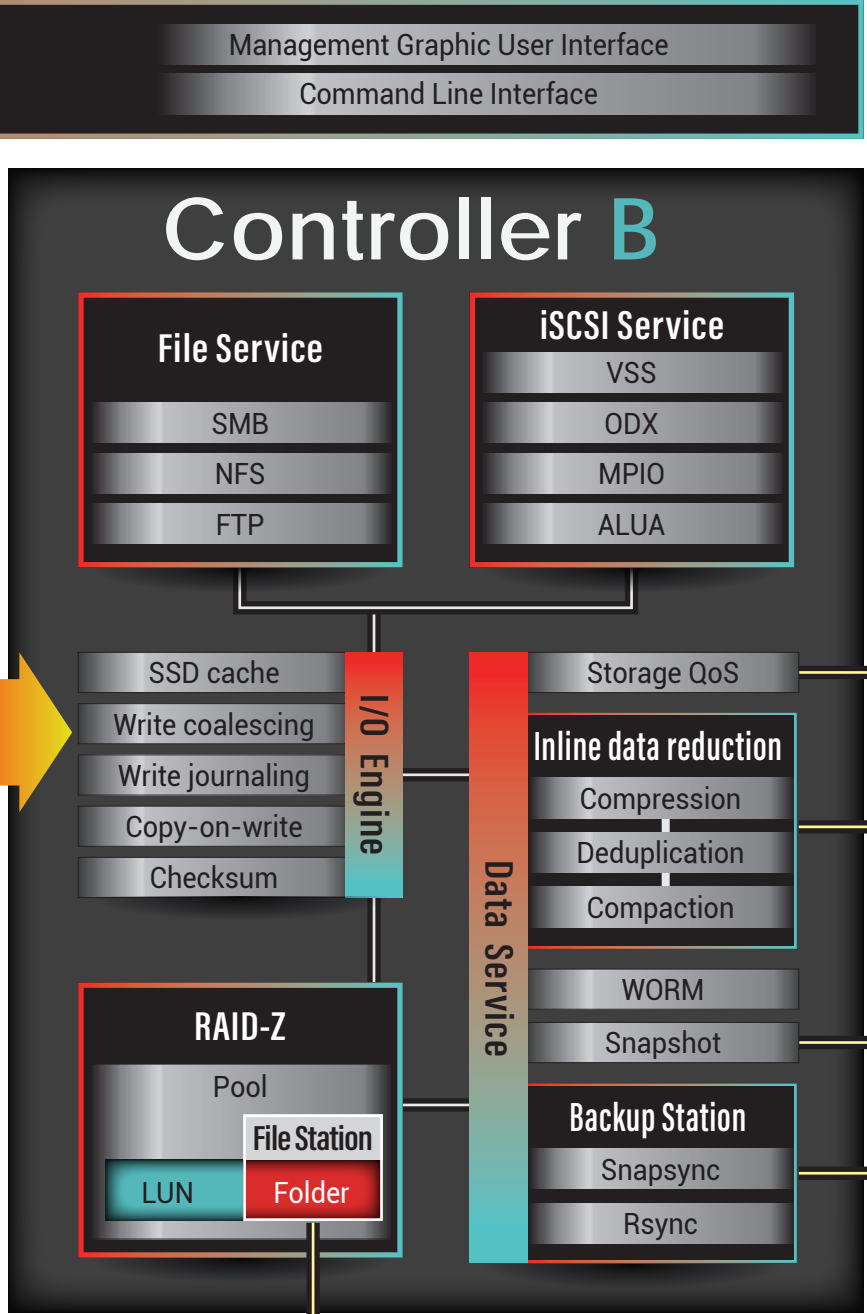 Management Graphic User Interface
Command Line Interface
Controller B
File Service
SMB
NFS
FTP
iSCSI Service
VSS
ODX
MPIO
ALUA
SSD cache
Write coalescing
Write journaling
Copy-on-write
Checksum
I/O Engine
Data Service
Storage QoS
Inline data reduction
Compression
Deduplication
Compaction
WORM
Snapshot
Backup Station
Snapsync
Rsync
RAID-Z
Pool
File Station
LUN
Folder